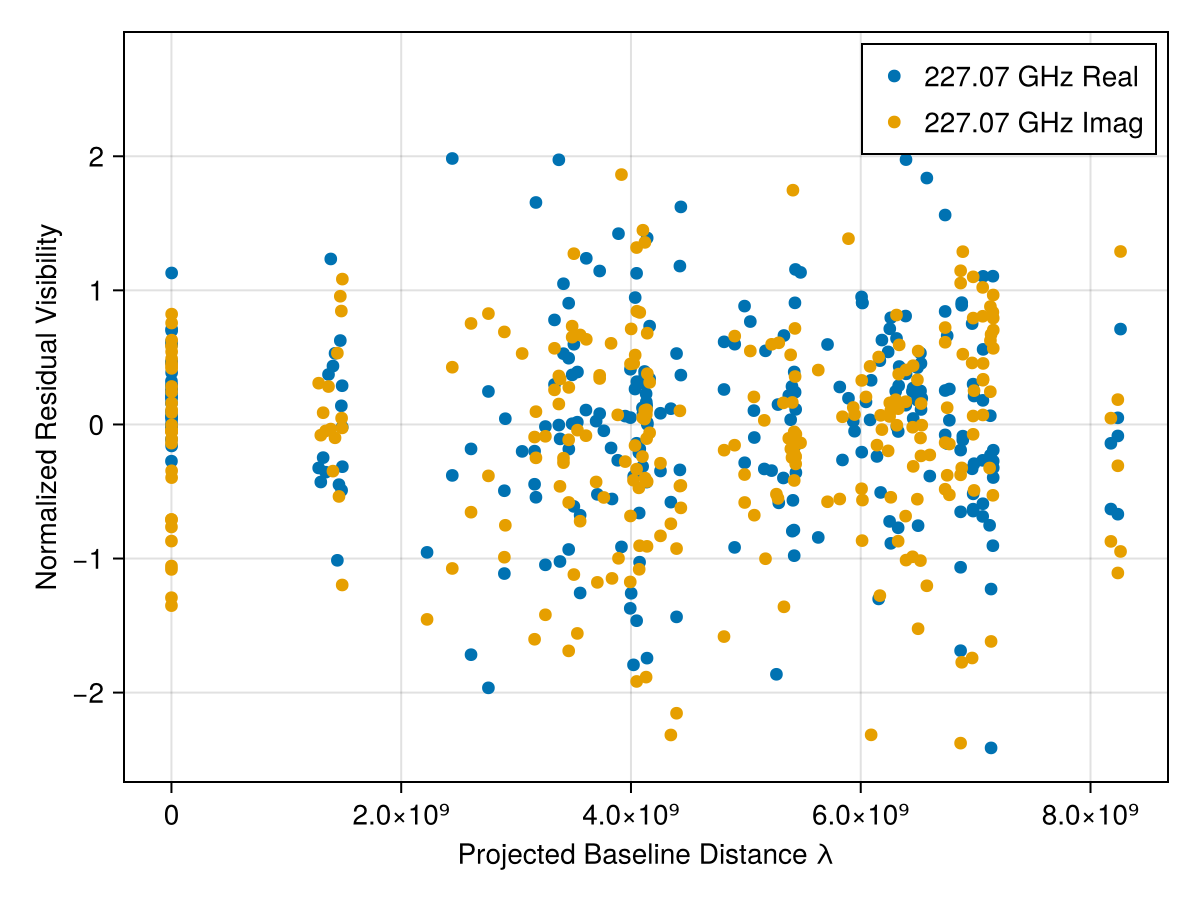 227.07 GHz Real
227.07 GHz Imag
2
1
0
−1
−2
Normalized Residual Visibility
0
2.0×10⁹
4.0×10⁹
6.0×10⁹
8.0×10⁹
Projected Baseline Distance λ